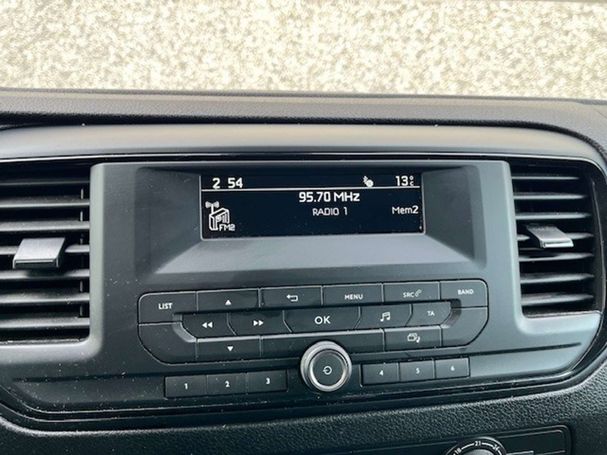 2 54 13°C
95.70 MHz
FM2 RADIO 1 Mem2
LIST MENU SRC BAND
OK TA
1 2 3 4 5 6